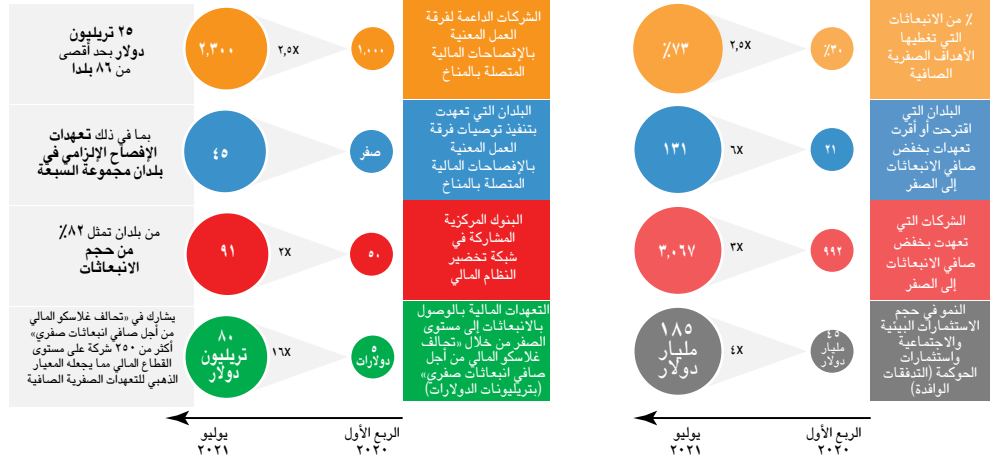 ٪ من الانبعاثات
التي تغطيها
الأهداف الصفرية
الصافية
٪٣٠
٢,٥X
٪٧٣
البلدان التي
اقترحت أو أقرت
تعهدات بخفض
صافي الانبعاثات
إلى الصفر
٢١
٦X
١٣١
الشركات التي
تعهدت بخفض
صافي الانبعاثات
إلى الصفر
٩٩٢
٣X
٣,٠٦٧
النمو في حجم
الاستثمارات البيئية
والاجتماعية
واستثمارات
الحوكمة (التدفقات
الوافدة)
٤٥
مليار
دولار
٤X
١٨٥
مليار
دولار
الربع الأول
٢٠٢٠
يوليو
٢٠٢١
الشركات الداعمة لفرقة
العمل المعنية
بالإفصاحات المالية
المتصلة بالمناخ
١,٠٠٠
٢,٥X
٢,٣٠٠
٢٥ تريليون
دولار بحد أقصى
من ٨٦ بلدا
البلدان التي تعهدت
بتنفيذ توصيات فرقة
العمل المعنية
بالإفصاحات المالية
المتصلة بالمناخ
صفر
٤٥
بما في ذلك تعهدات
الإفصاح الإلزامي في
بلدان مجموعة السبعة
البنوك المركزية
المشاركة في
شبكة تخضير
النظام المالي
٥٠
٢X
٩١
من بلدان تمثل ٨٢٪
من حجم
الانبعاثات
التعهدات المالية بالوصول
بالانبعاثات إلى مستوى
الصفر من خلال «تحالف
غلاسكو المالي من أجل
صافي انبعاثات صفري»
(بتريليونات الدولارات)
٥
دولارات
١٦X
٨٠
تريليون
دولار
يشارك في «تحالف غلاسكو المالي
من أجل صافي انبعاثات صفري»
أكثر من ٢٥٠ شركة على مستوى
القطاع المالي مما يجعله المعيار
الذهبي للتعهدات الصفرية الصافية
الربع الأول
٢٠٢٠
يوليو
٢٠٢١